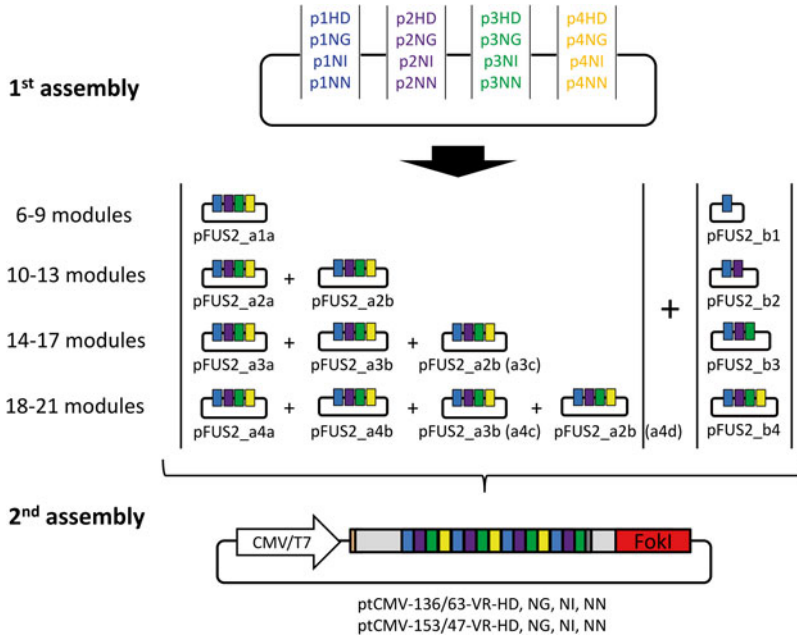 p1HD p2HD p3HD p4HD
p1NG p2NG p3NG p4NG
p1NI p2NI p3NI p4NI
p1NN p2NN p3NN p4NN
1st assembly
6-9 modules
pFUS2_a1a pFUS2_b1
10-13 modules +
pFUS2_a2a pFUS2_a2b pFUS2_b2
+
14-17 modules + +
pFUS2_a3a pFUS2_a3b pFUS2_a2b (a3c) pFUS2_b3
18-21 modules + + +
pFUS2_a4a pFUS2_a4b pFUS2_a3b (a4c) pFUS2_a2b (a4d) pFUS2_b4
2nd assembly
CMV/T7 FokI
ptCMV-136/63-VR-HD, NG, NI, NN
ptCMV-153/47-VR-HD, NG, NI, NN